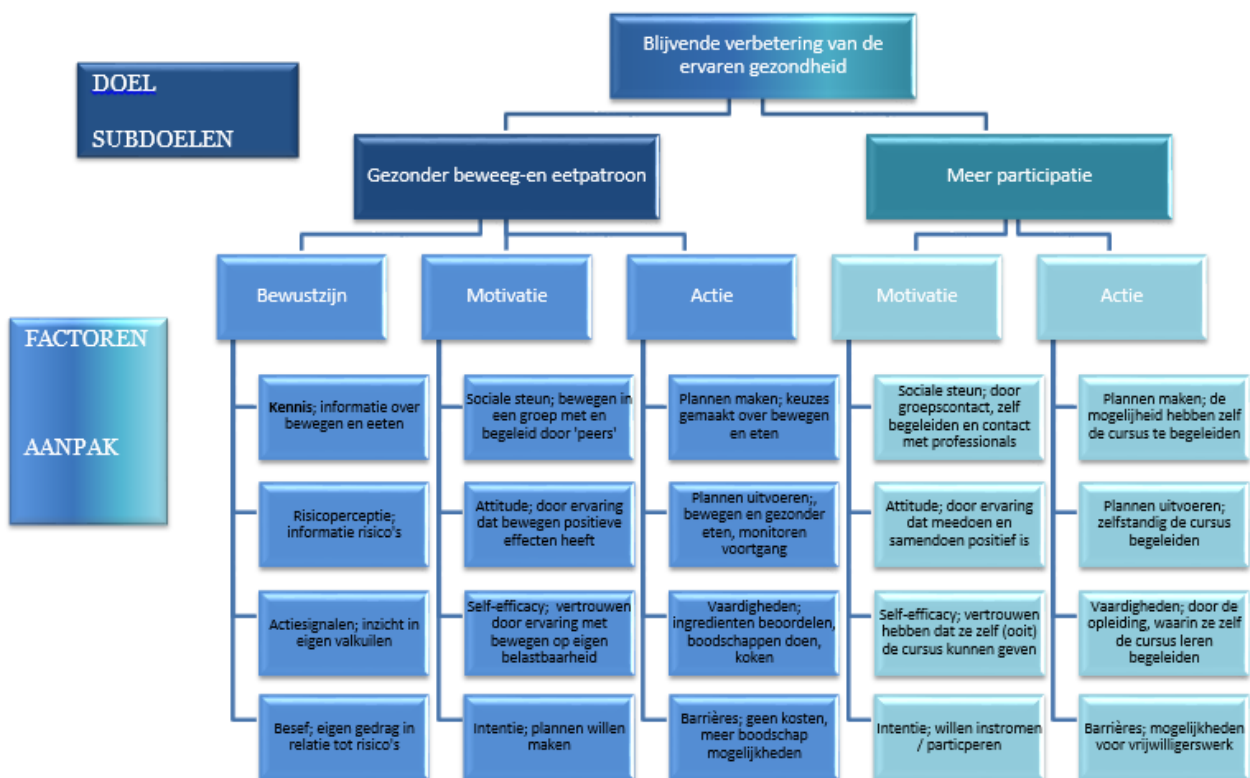 Blijvende verbetering van de
ervaren gezondheid
DOEL
SUBDOELEN
Gezonder beweeg-en eetpatroon
Meer participatie
Bewustzijn
Motivatie
Actie
Motivatie
Actie
FACTOREN
AANPAK
Kennis; informatie over
bewegen en eeten
Sociale steun; bewegen in
een groep met en
begeleid door 'peers'
Plannen maken; keuzes
gemaakt over bewegen
en eten
Sociale steun; door
groepscontact, zelf
begeleiden en contact
met professionals
Plannen maken; de
mogelijheid hebben zelf
de cursus te begeleiden
Risicoperceptie;
informatie risico's
Attitude; door ervaring
dat bewegen positieve
effecten heeft
Plannen uitvoeren;,
bewegen en gezonder
eten, monitoren
voortgang
Attitude; door ervaring
dat meedoen en
samendoen positief is
Plannen uitvoeren;
zelfstandig de cursus
begeleiden
Actiesignalen; inzicht in
eigen valkuilen
Self-efficacy; vertrouwen
door ervaring met
bewegen op eigen
belastbaarheid
Vaardigheden;
ingredienten beoordelen,
boodschappen doen,
koken
Self-efficacy; vertrouwen
hebben dat ze zelf (ooit)
de cursus kunnen geven
Vaardigheden; door de
opleiding, waarin ze zelf
de cursus leren
begeleiden
Besef; eigen gedrag in
relatie tot risico's
Intentie; plannen willen
maken
Barrières; geen kosten,
meer boodschap
mogelijkheden
Intentie; willen instromen
/ particperen
Barrières; mogelijkheden
voor vrijwilligerswerk